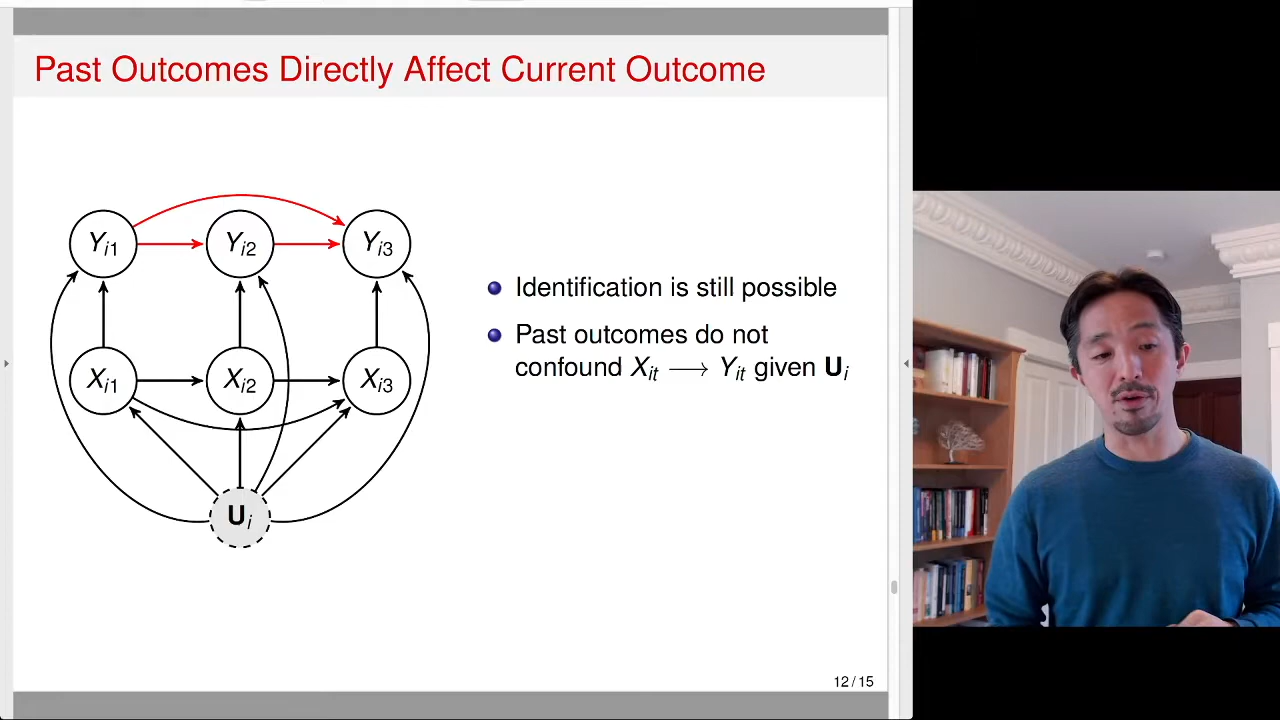 Past Outcomes Directly Affect Current Outcome
Yi1 Yi2 Yi3
Xi1 Xi2 Xi3
Ui
Identification is still possible
Past outcomes do not
confound Xit ⟶ Yit given Ui
12 / 15